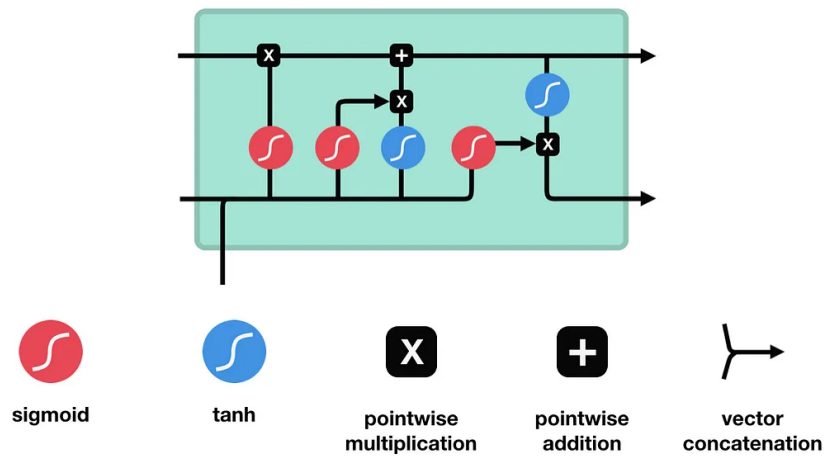 X
+
X
X
X
+
sigmoid
tanh
pointwise
multiplication
pointwise
addition
vector
concatenation